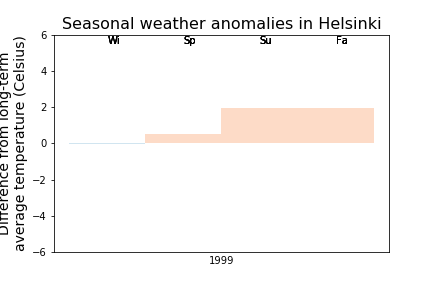 Seasonal weather anomalies in Helsinki
Difference from long-term
average temperature (Celsius)
6
4
2
0
−2
−4
−6
Wi Sp Su Fa
1999